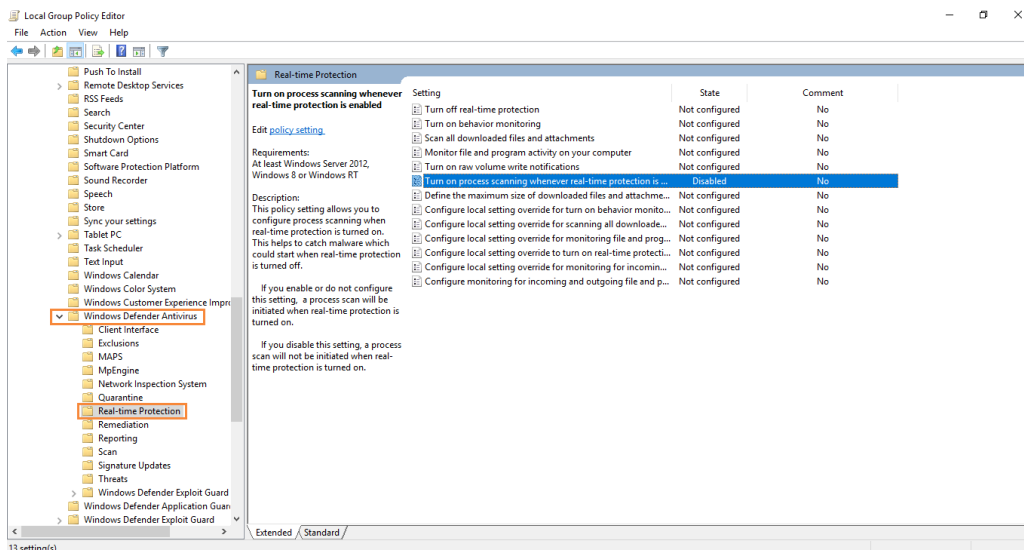 Local Group Policy Editor
File Action View Help
Push To Install
Remote Desktop Services
RSS Feeds
Search
Security Center
Shutdown Options
Smart Card
Software Protection Platform
Sound Recorder
Speech
Store
Sync your settings
Tablet PC
Task Scheduler
Text Input
Windows Calendar
Windows Color System
Windows Customer Experience Impro
Windows Defender Antivirus
Client Interface
Exclusions
MAPS
MpEngine
Network Inspection System
Quarantine
Real-time Protection
Remediation
Reporting
Scan
Signature Updates
Threats
Windows Defender Exploit Guard
Windows Defender Application Guar
Windows Defender Exploit Guard
Real-time Protection
Turn on process scanning whenever
real-time protection is enabled
Edit policy setting
Requirements:
At least Windows Server 2012,
Windows 8 or Windows RT
Description:
This policy setting allows you to
configure process scanning when
real-time protection is turned on.
This helps to catch malware which
could start when real-time protection
is turned off.
If you enable or do not configure
this setting, a process scan will be
initiated when real-time protection is
turned on.
If you disable this setting, a process
scan will not be initiated when real-
time protection is turned on.
Setting State Comment
Turn off real-time protection Not configured No
Turn on behavior monitoring Not configured No
Scan all downloaded files and attachments Not configured No
Monitor file and program activity on your computer Not configured No
Turn on raw volume write notifications Not configured No
Turn on process scanning whenever real-time protection is ... Disabled No
Define the maximum size of downloaded files and attachme... Not configured No
Configure local setting override for turn on behavior monito... Not configured No
Configure local setting override for scanning all downloade... Not configured No
Configure local setting override for monitoring file and prog... Not configured No
Configure local setting override to turn on real-time protecti... Not configured No
Configure local setting override for monitoring for incomin... Not configured No
Configure monitoring for incoming and outgoing file and p... Not configured No
Extended Standard
13 setting(s)